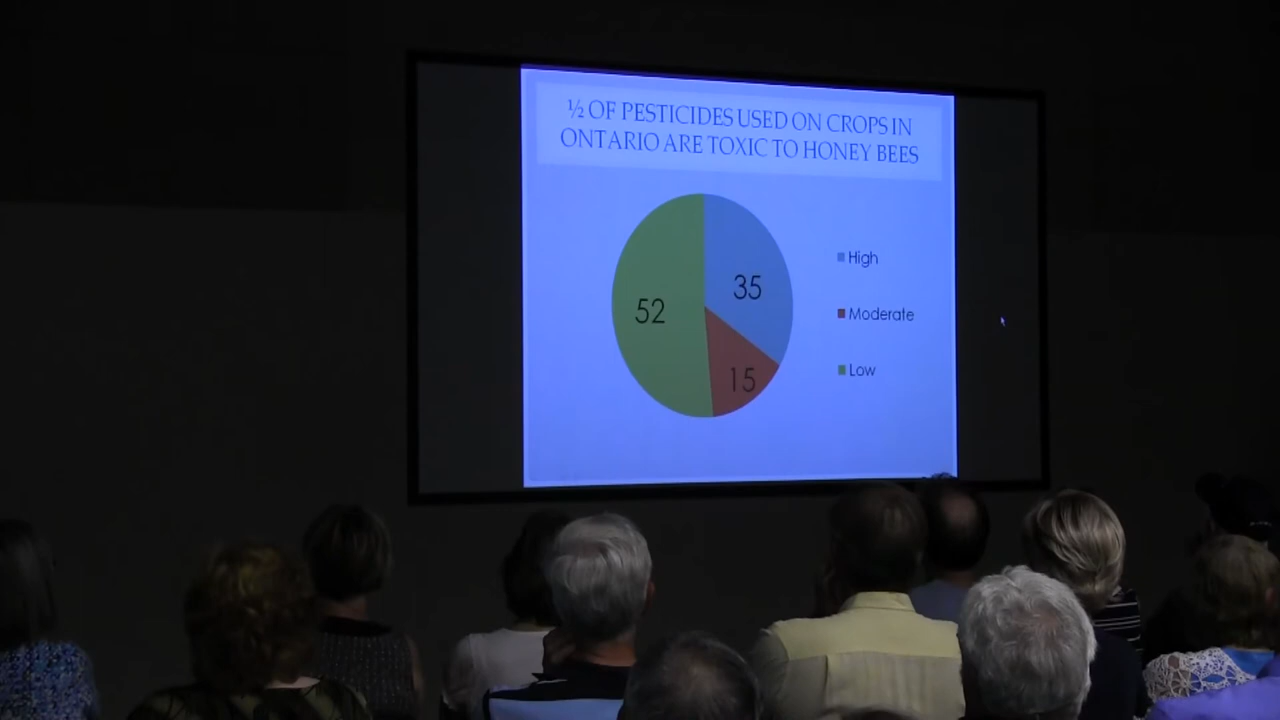 ½ OF PESTICIDES USED ON CROPS IN
ONTARIO ARE TOXIC TO HONEY BEES
35
52
15
High
Moderate
Low